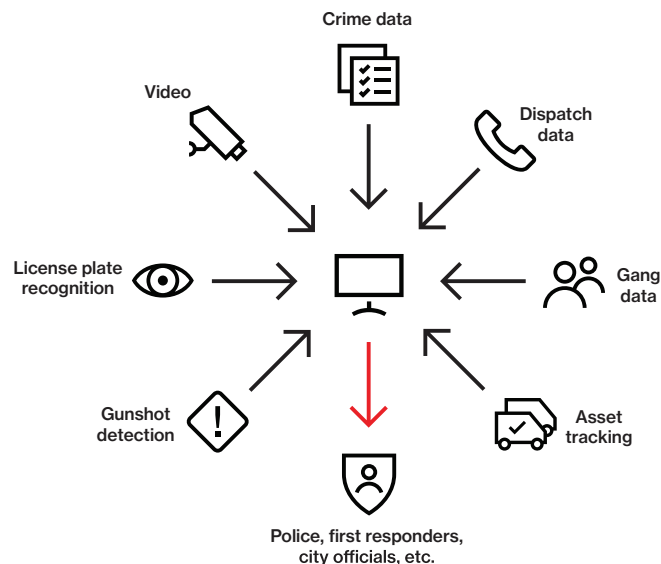 Crime data
Video
Dispatch
data
License plate
recognition
Gang
data
Gunshot
detection
Asset
tracking
Police, first responders,
city officials, etc.